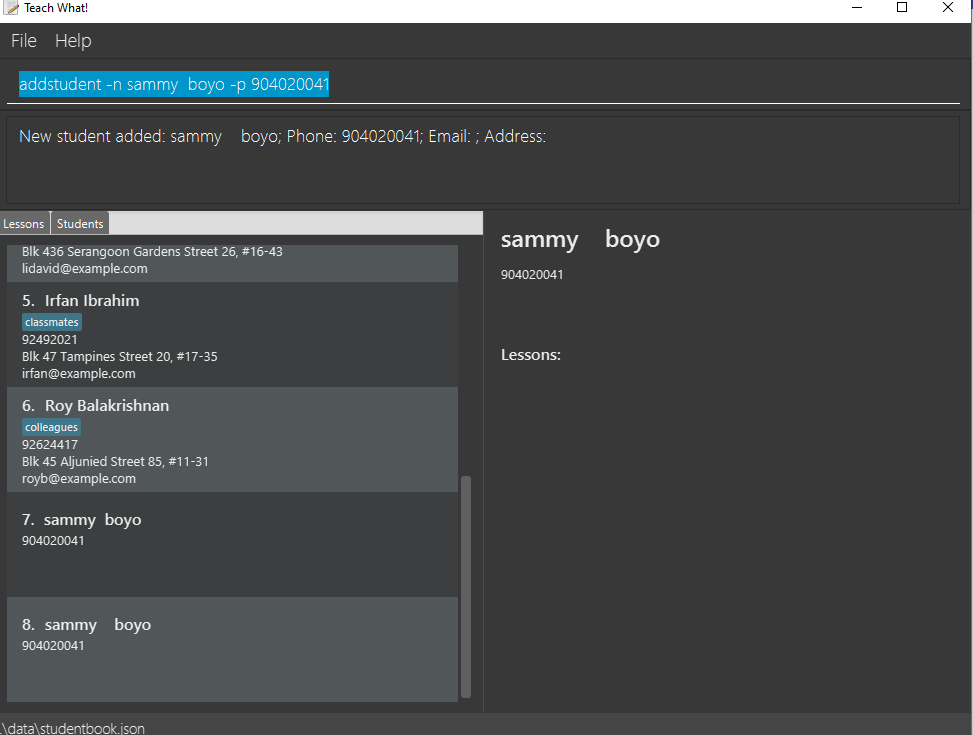 Teach What!
File Help
addstudent -n sammy  boyo -p 904020041
New student added: sammy    boyo; Phone: 904020041; Email: ; Address:
Lessons Students
Blk 436 Serangoon Gardens Street 26, #16-43
lidavid@example.com
5. Irfan Ibrahim
classmates
92492021
Blk 47 Tampines Street 20, #17-35
irfan@example.com
6. Roy Balakrishnan
colleagues
92624417
Blk 45 Aljunied Street 85, #11-31
royb@example.com
7. sammy  boyo
904020041
8. sammy    boyo
904020041
sammy    boyo
904020041
Lessons:
.\data\studentbook.json